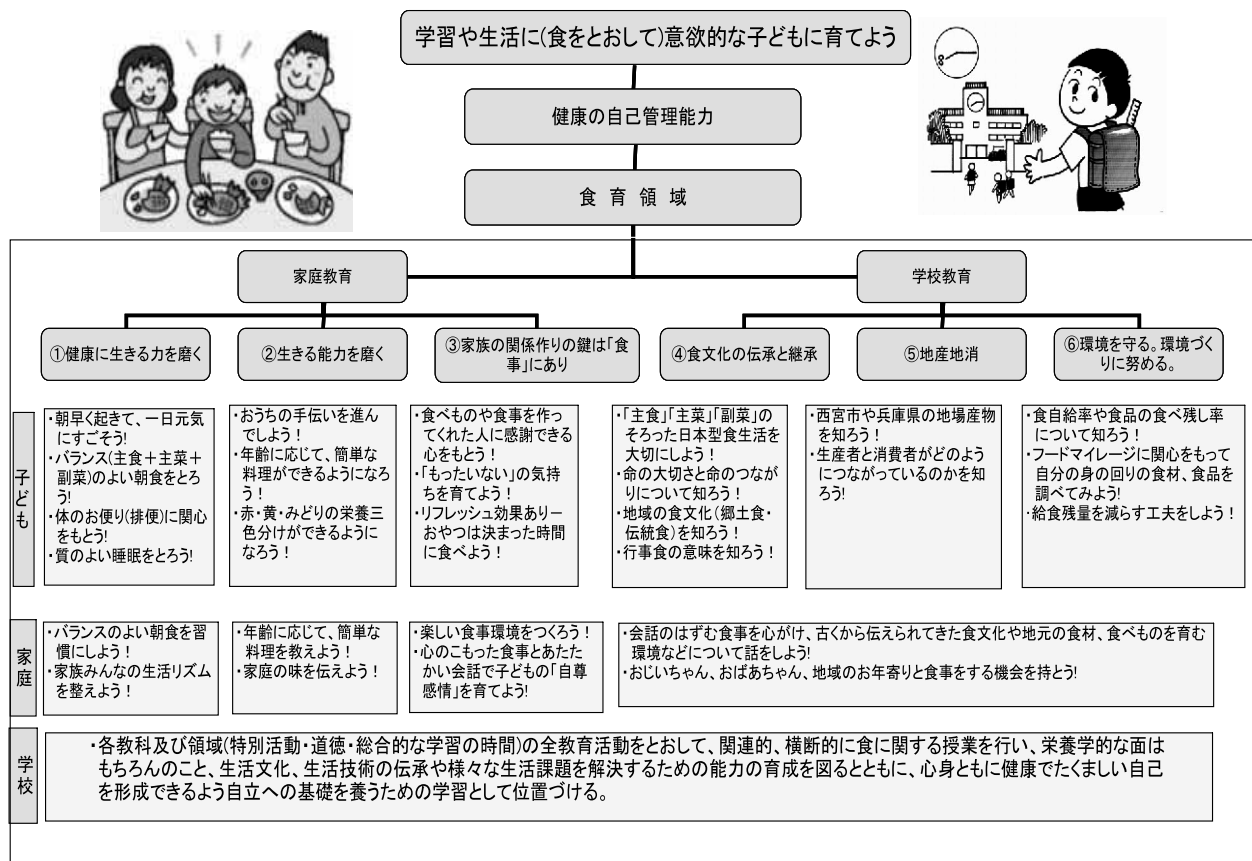 学習や生活に(食をとおして)意欲的な子どもに育てよう
健康の自己管理能力
食 育 領 域
家庭教育
学校教育
①健康に生きる力を磨く
②生きる能力を磨く
③家族の関係作りの鍵は「食
事」にあり
④食文化の伝承と継承
⑤地産地消
⑥環境を守る。環境づく
りに努める。
子ども
・朝早く起きて、一日元気
にすごそう!
・バランス(主食＋主菜＋
副菜)のよい朝食をとろ
う!
・体のお便り(排便)に関心
をもとう!
・質のよい睡眠をとろう!
・おうちの手伝いを進ん
でしよう！
・年齢に応じて、簡単な
料理ができるようになろ
う！
・赤・黄・みどりの栄養三
色分けができるように
なろう！
・食べものや食事を作っ
てくれた人に感謝できる
心をもとう！
・「もったいない」の気持
ちを育てよう！
・リフレッシュ効果ありー
おやつは決まった時間
に食べよう！
・「主食」「主菜」「副菜」の
そろった日本型食生活を
大切にしよう！
・命の大切さと命のつなが
りについて知ろう！
・地域の食文化（郷土食・
伝統食）を知ろう！
・行事食の意味を知ろう！
・西宮市や兵庫県の地場産物
を知ろう！
・生産者と消費者がどのよう
につながっているのかを知
ろう!
・食自給率や食品の食べ残し率
について知ろう！
・フードマイレージに関心をもって
自分の身の回りの食材、食品を
調べてみよう！
・給食残量を減らす工夫をしよう！
家庭
・バランスのよい朝食を習
慣にしよう！
・家族みんなの生活リズム
を整えよう！
・年齢に応じて、簡単な
料理を教えよう！
・家庭の味を伝えよう！
・楽しい食事環境をつくろう！
・心のこもった食事とあたた
かい会話で子どもの「自尊
感情」を育てよう!
・会話のはずむ食事を心がけ、古くから伝えられてきた食文化や地元の食材、食べものを育む
環境などについて話をしよう!
・おじいちゃん、おばあちゃん、地域のお年寄りと食事をする機会を持とう!
学校
・各教科及び領域(特別活動・道徳・総合的な学習の時間)の全教育活動をとおして、関連的、横断的に食に関する授業を行い、栄養学的な面は
もちろんのこと、生活文化、生活技術の伝承や様々な生活課題を解決するための能力の育成を図るとともに、心身ともに健康でたくましい自己
を形成できるよう自立への基礎を養うための学習として位置づける。